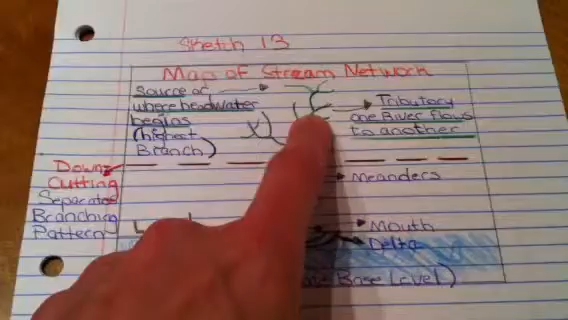 Sketch 13
Map of Stream Network
Source or
where headwater
begins
(highest
Branch)
Tributary
one River flows
to another
Down
Cutting
Separates
Branching
Pattern
Meanders
Mouth
Delta
Base Level)